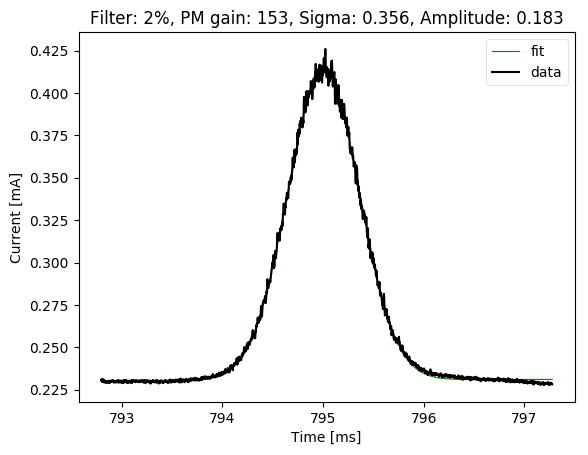 Filter: 2%, PM gain: 153, Sigma: 0.356, Amplitude: 0.183
fit
data
0.425
0.400
0.375
0.350
0.325
0.300
0.275
0.250
0.225
Current [mA]
793 794 795 796 797
Time [ms]